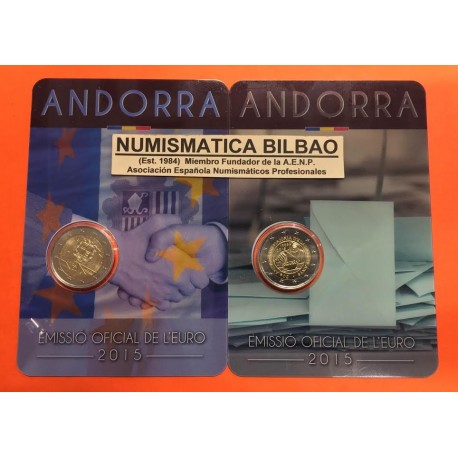 ANDORRA
ANDORRA
NUMISMATICA BILBAO
(Est. 1984) Miembro Fundador de la A.E.N.P.
Asociación Española Numismáticos Profesionales
EMISSIÓ OFICIAL DE L'EURO
2015
EMISSIÓ OFICIAL DE L'EURO
2015